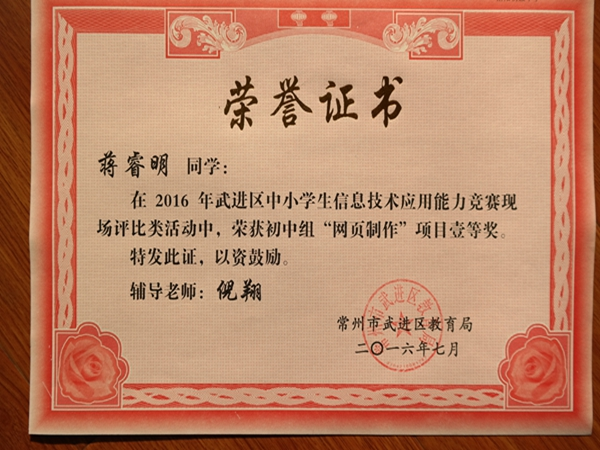 荣誉证书
蒋睿明 同学：
在 2016 年武进区中小学生信息技术应用能力竞赛现
场评比类活动中，荣获初中组“网页制作”项目壹等奖。
特发此证，以资鼓励。
辅导老师：倪翔
常州市武进区教育局
二〇一六年七月